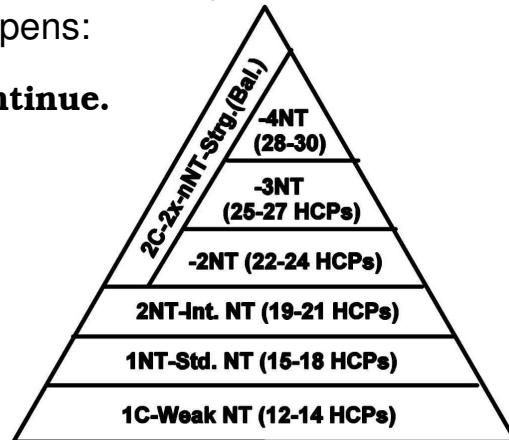 pens:
ntinue.
2C-2x-nNT-Strg.(Bal.)
-4NT
(28-30)
-3NT
(25-27 HCPs)
-2NT (22-24 HCPs)
2NT-Int. NT (19-21 HCPs)
1NT-Std. NT (15-18 HCPs)
1C-Weak NT (12-14 HCPs)